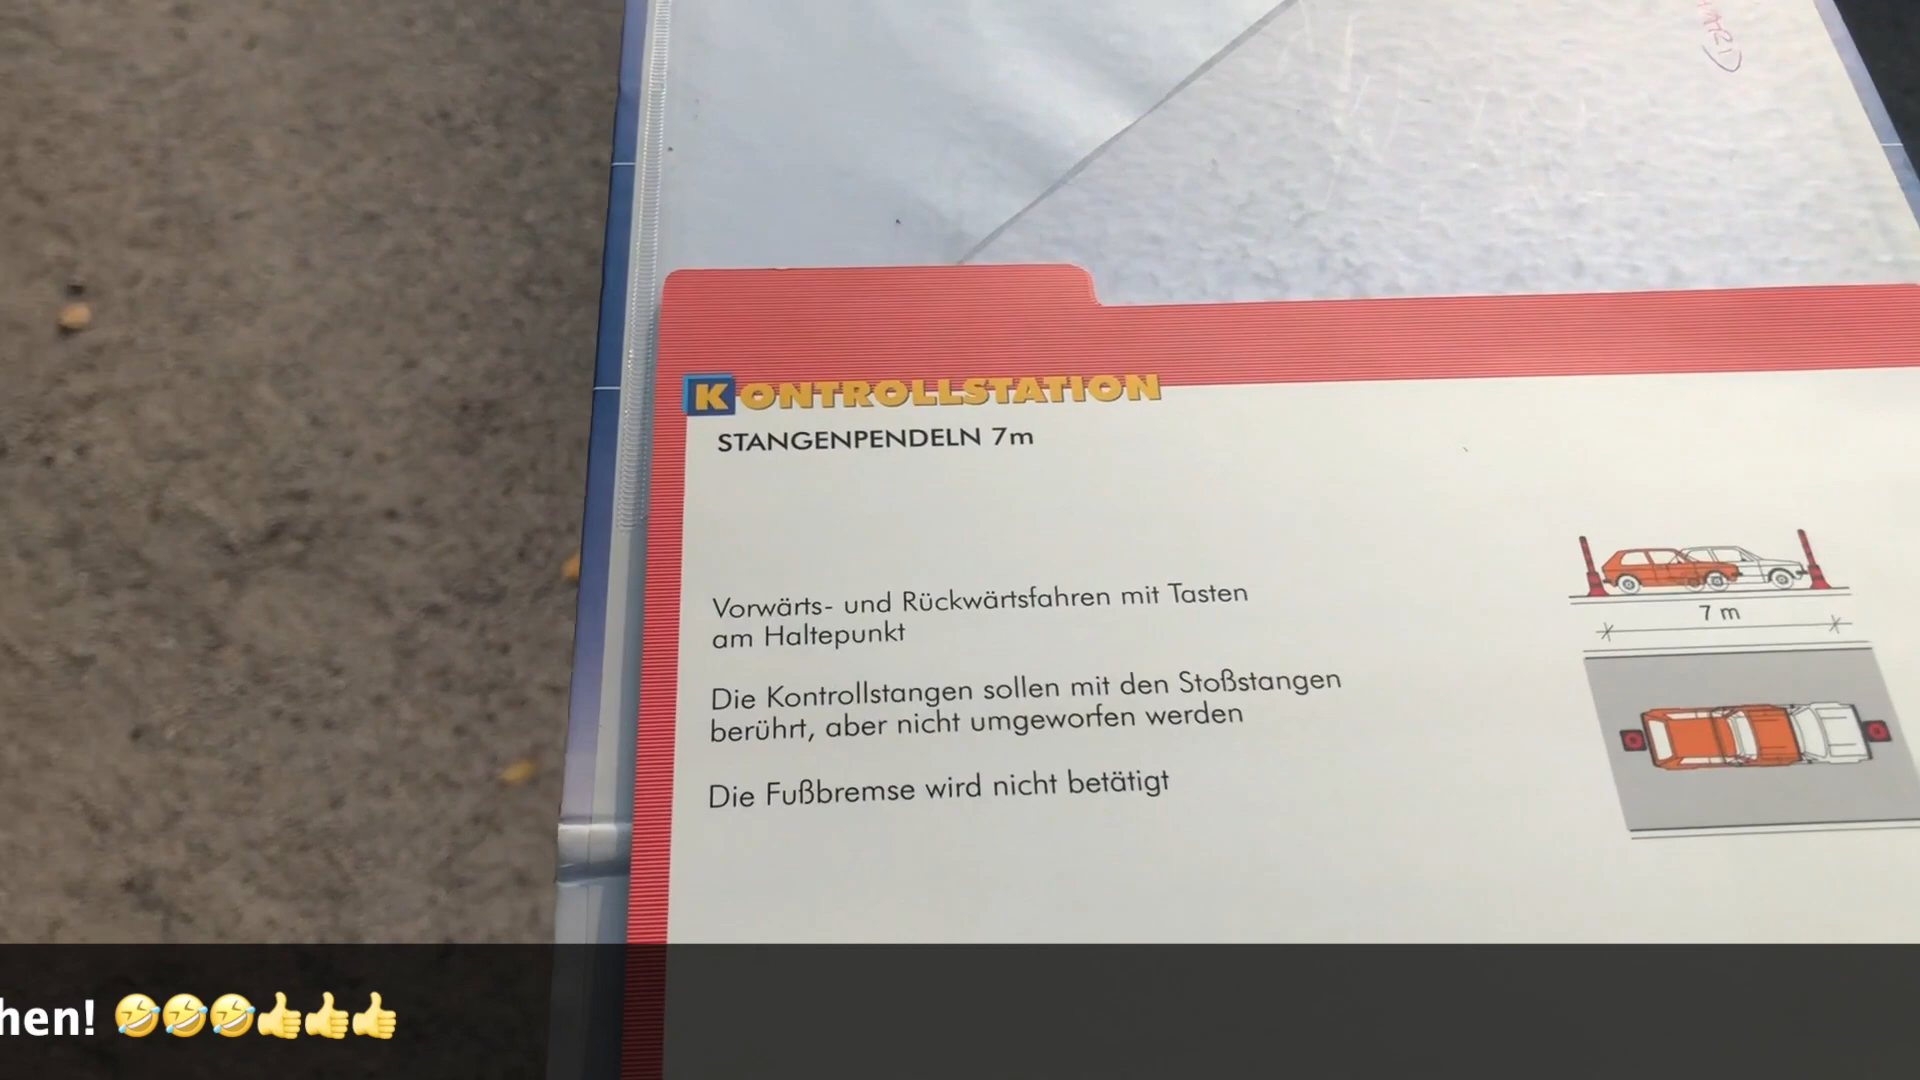 KONTROLLSTATION
STANGENPENDELN 7m
Vorwärts- und Rückwärtsfahren mit Tasten
am Haltepunkt
Die Kontrollstangen sollen mit den Stoßstangen
berührt, aber nicht umgeworfen werden
Die Fußbremse wird nicht betätigt
7 m
hen! 🤣🤣🤣👍👍👍